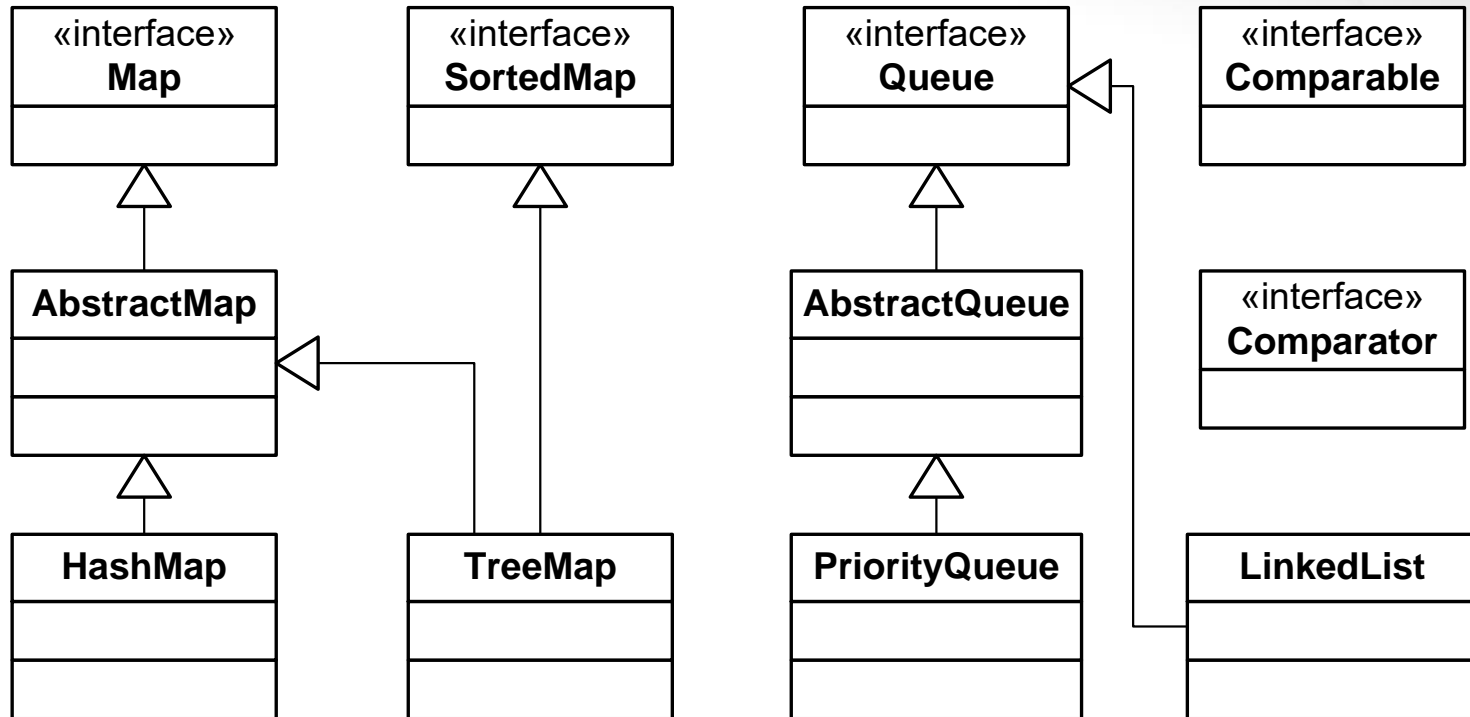 «interface»
Map
«interface»
SortedMap
«interface»
Queue
«interface»
Comparable
AbstractMap
AbstractQueue
«interface»
Comparator
HashMap
TreeMap
PriorityQueue
LinkedList